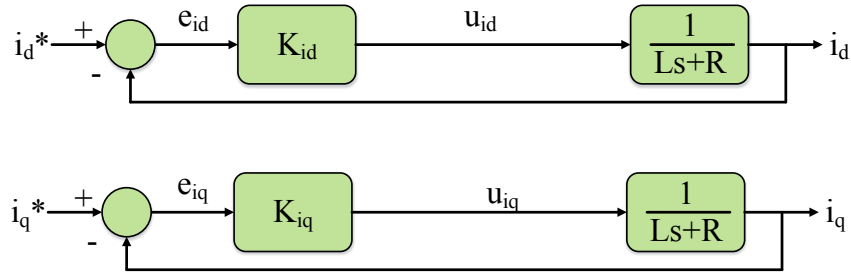 e_id u_id
i_d* + - K_id 1/(Ls+R) i_d
e_iq u_iq
i_q* + - K_iq 1/(Ls+R) i_q